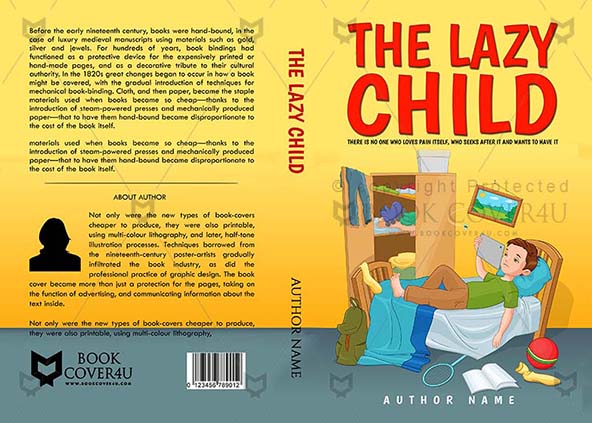 Before the early nineteenth century, books were hand-bound, in the
case of luxury medieval manuscripts using materials such as gold,
silver and jewels. For hundreds of years, book bindings had
functioned as a protective device for the expensively printed or
hand-made pages, and as a decorative tribute to their cultural
authority. In the 1820s great changes began to occur in how a book
might be covered, with the gradual introduction of techniques for
mechanical book-binding. Cloth, and then paper, became the staple
materials used when books became so cheap—thanks to the
introduction of steam-powered presses and mechanically produced
paper—that to have them hand-bound became disproportionate to
the cost of the book itself.
materials used when books became so cheap—thanks to the
introduction of steam-powered presses and mechanically produced
paper—that to have them hand-bound became disproportionate to
the cost of the book itself.
ABOUT AUTHOR
Not only were the new types of book-covers
cheaper to produce, they were also printable,
using multi-colour lithography, and later, half-tone
illustration processes. Techniques borrowed from
the nineteenth-century poster-artists gradually
infiltrated the book industry, as did the
professional practice of graphic design. The book
cover became more than just a protection for the pages, taking on
the function of advertising, and communicating information about the
text inside.
Not only were the new types of book-covers cheaper to produce,
they were also printable, using multi-colour lithography,
BOOK
COVER4U
WWW.BOOKCOVER4U.COM
0 123456 789012
THE LAZY CHILD
AUTHOR NAME
THE LAZY
CHILD
THERE IS NO ONE WHO LOVES PAIN ITSELF, WHO SEEKS AFTER IT AND WANTS TO HAVE IT
© Copyright Protected
BOOK COVER4U
WWW.BOOKCOVER4U.COM
AUTHOR NAME